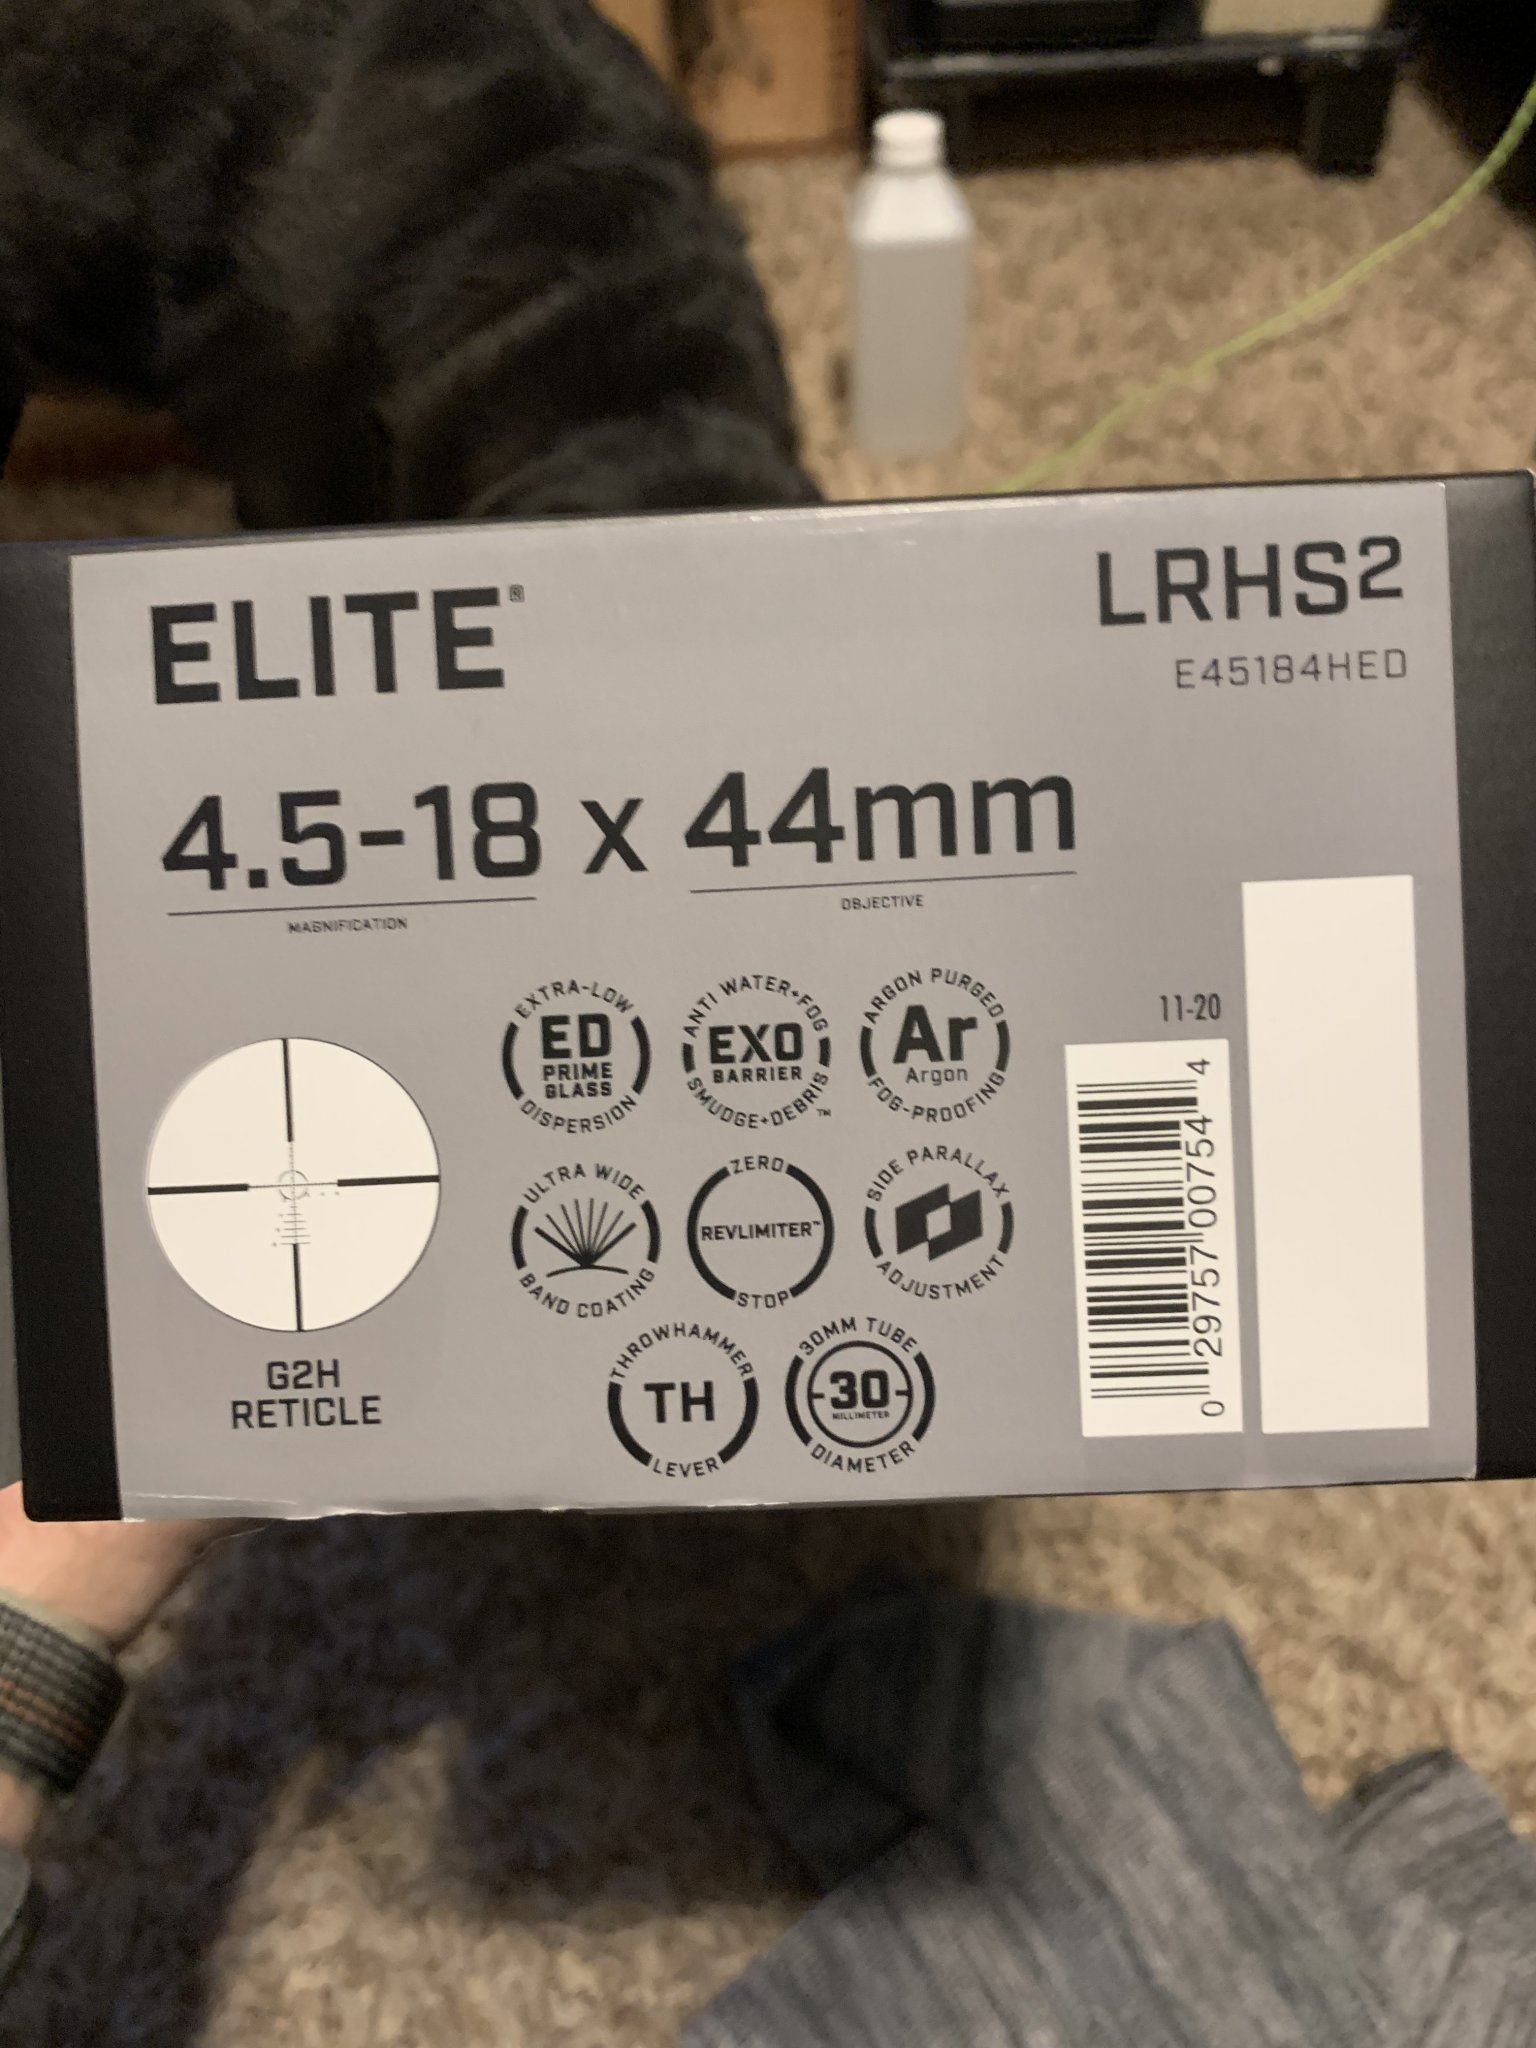 ELITE®
LRHS2
E45184HED
4.5-18 x 44mm
MAGNIFICATION
OBJECTIVE
EXTRA-LOW
ED
PRIME
GLASS
DISPERSION
ANTI WATER+FOG
EXO
BARRIER
SMUDGE+DEBRIS™
ARGON PURGED
Ar
Argon
FOG-PROOFING
ULTRA WIDE
BAND COATING
ZERO
REVLIMITER™
STOP
SIDE PARALLAX
ADJUSTMENT
THROWHAMMER
TH
LEVER
30MM TUBE
30
MILLIMETER
DIAMETER
G2H
RETICLE
11-20
0 29757 00754 4